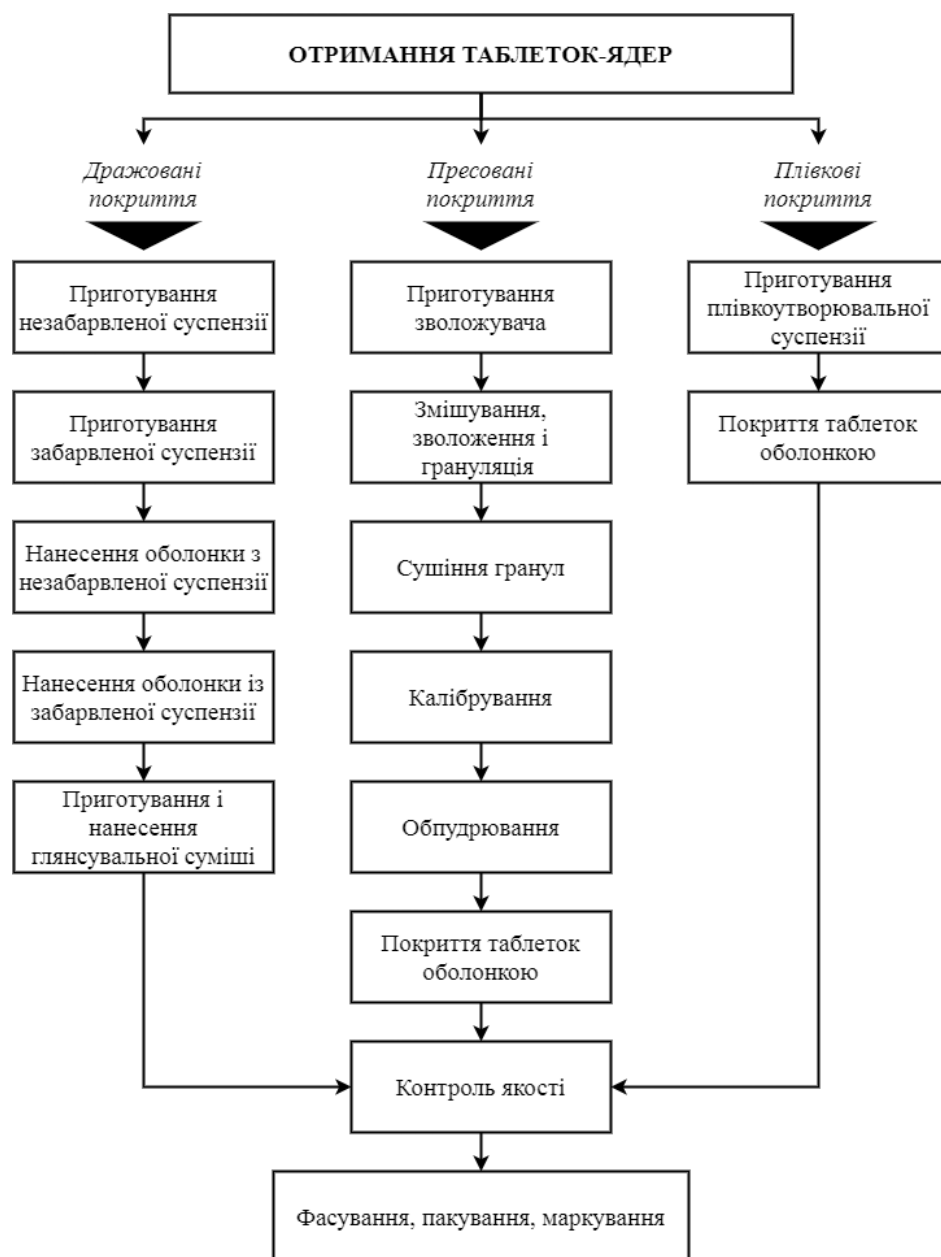 ОТРИМАННЯ ТАБЛЕТОК-ЯДЕР
Дражовані
покриття
Пресовані
покриття
Плівкові
покриття
Приготування
незабарвленої суспензії
Приготування
забарвленої суспензії
Нанесення оболонки з
незабарвленої суспензії
Нанесення оболонки із
забарвленої суспензії
Приготування і
нанесення
глянсувальної суміші
Приготування
зволожувача
Змішування,
зволоження і
грануляція
Сушіння гранул
Калібрування
Обпудрювання
Покриття таблеток
оболонкою
Приготування
плівкоутворювальної
суспензії
Покриття таблеток
оболонкою
Контроль якості
Фасування, пакування, маркування